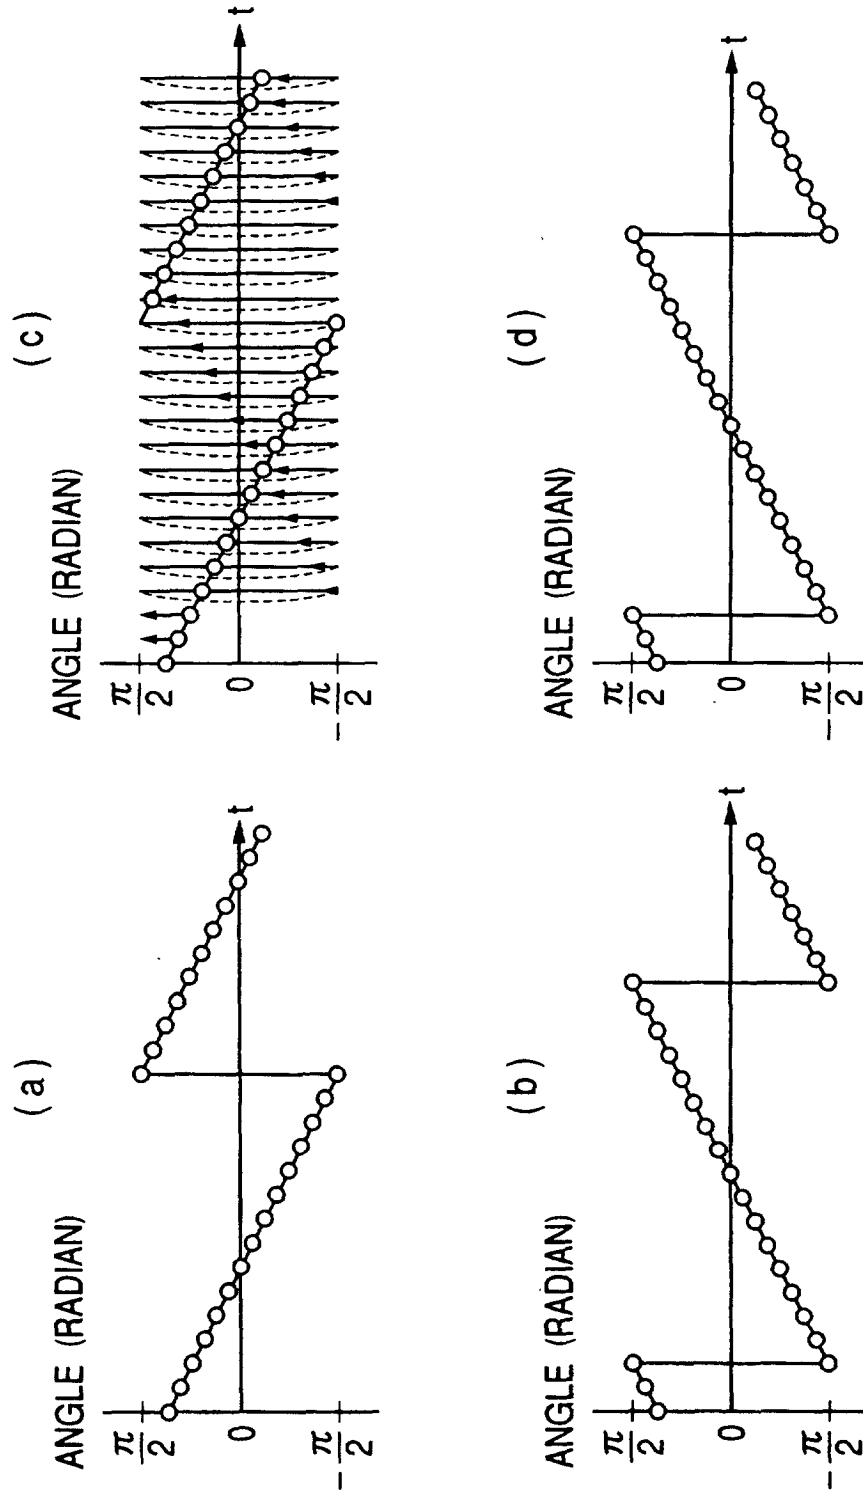 (a)
ANGLE (RADIAN)
π/2
0
-π/2
t
(b)
ANGLE (RADIAN)
π/2
0
-π/2
t
(c)
ANGLE (RADIAN)
π/2
0
-π/2
t
(d)
ANGLE (RADIAN)
π/2
0
-π/2
t